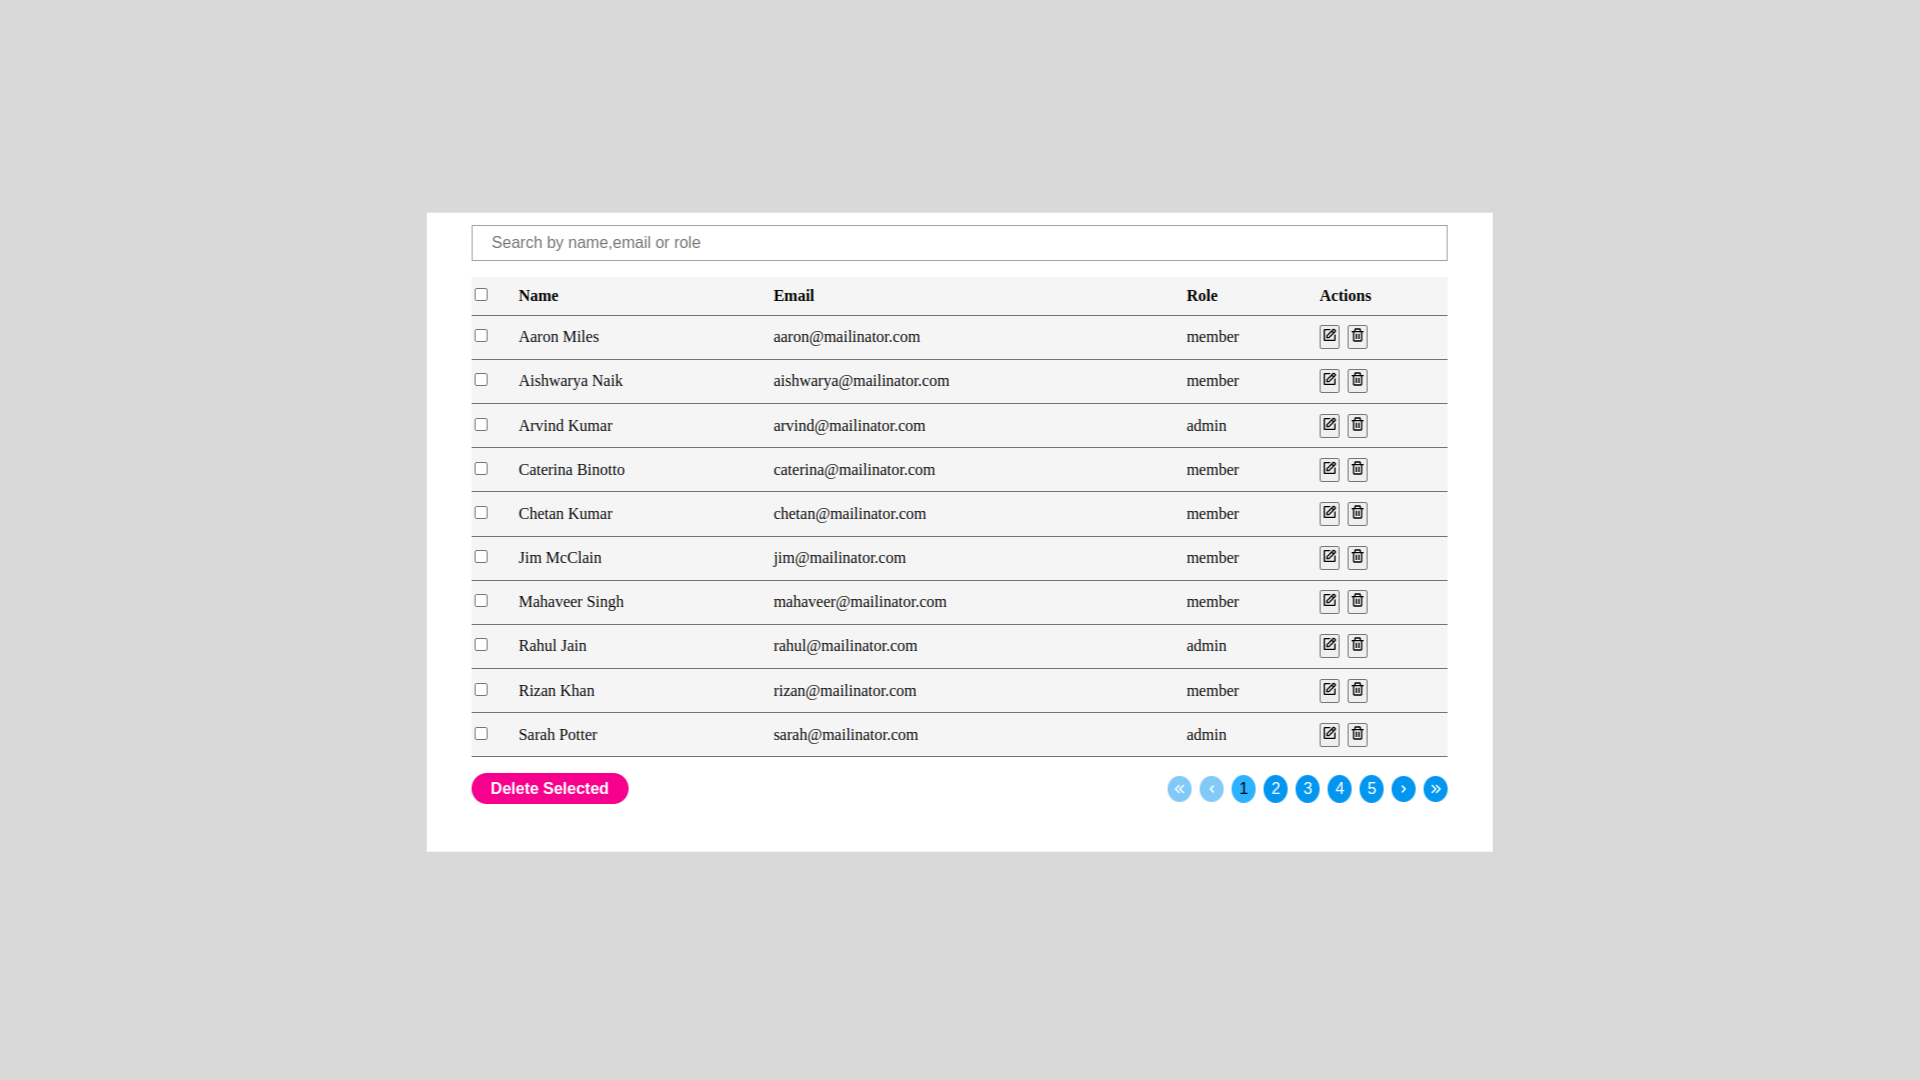 Search by name,email or role
Name Email Role Actions
Aaron Miles aaron@mailinator.com member
Aishwarya Naik aishwarya@mailinator.com member
Arvind Kumar arvind@mailinator.com admin
Caterina Binotto caterina@mailinator.com member
Chetan Kumar chetan@mailinator.com member
Jim McClain jim@mailinator.com member
Mahaveer Singh mahaveer@mailinator.com member
Rahul Jain rahul@mailinator.com admin
Rizan Khan rizan@mailinator.com member
Sarah Potter sarah@mailinator.com admin
Delete Selected « ‹ 1 2 3 4 5 › »